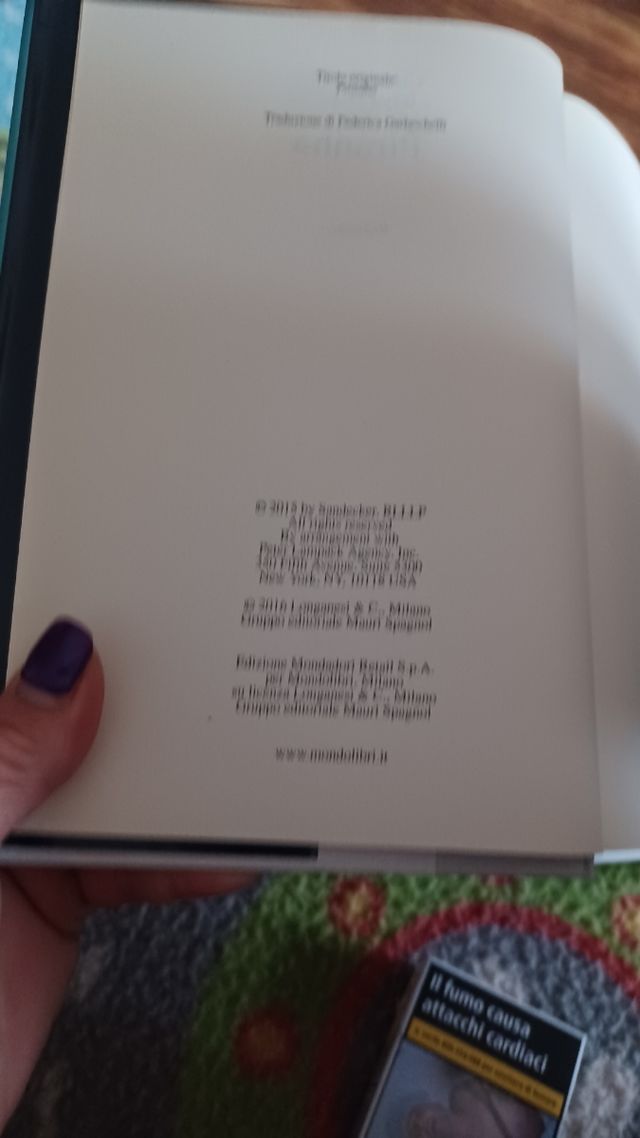 Titolo originale:
Piranha
Traduzione di Federica Garlaschelli
© 2015 by Sandecker, RLLLP
All rights reserved
By arrangement with
Peter Lampack Agency, Inc.
350 Fifth Avenue, Suite 5300
New York, NY, 10118 USA
© 2016 Longanesi & C., Milano
Gruppo editoriale Mauri Spagnol
Edizione Mondadori Retail S.p.A.
per Mondolibri, Milano
su licenza Longanesi & C., Milano
Gruppo editoriale Mauri Spagnol
www.mondolibri.it
Il fumo causa
attacchi cardiaci